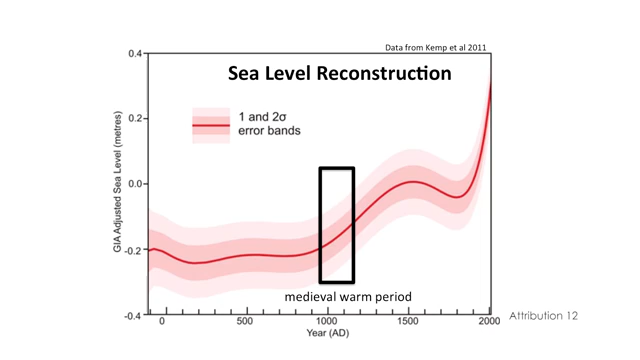 Data from Kemp et al 2011
Sea Level Reconstruction
1 and 2σ
error bands
GIA Adjusted Sea Level (metres)
0.4
0.2
0.0
-0.2
-0.4
medieval warm period
0 500 1000 1500 2000
Year (AD)
Attribution 12